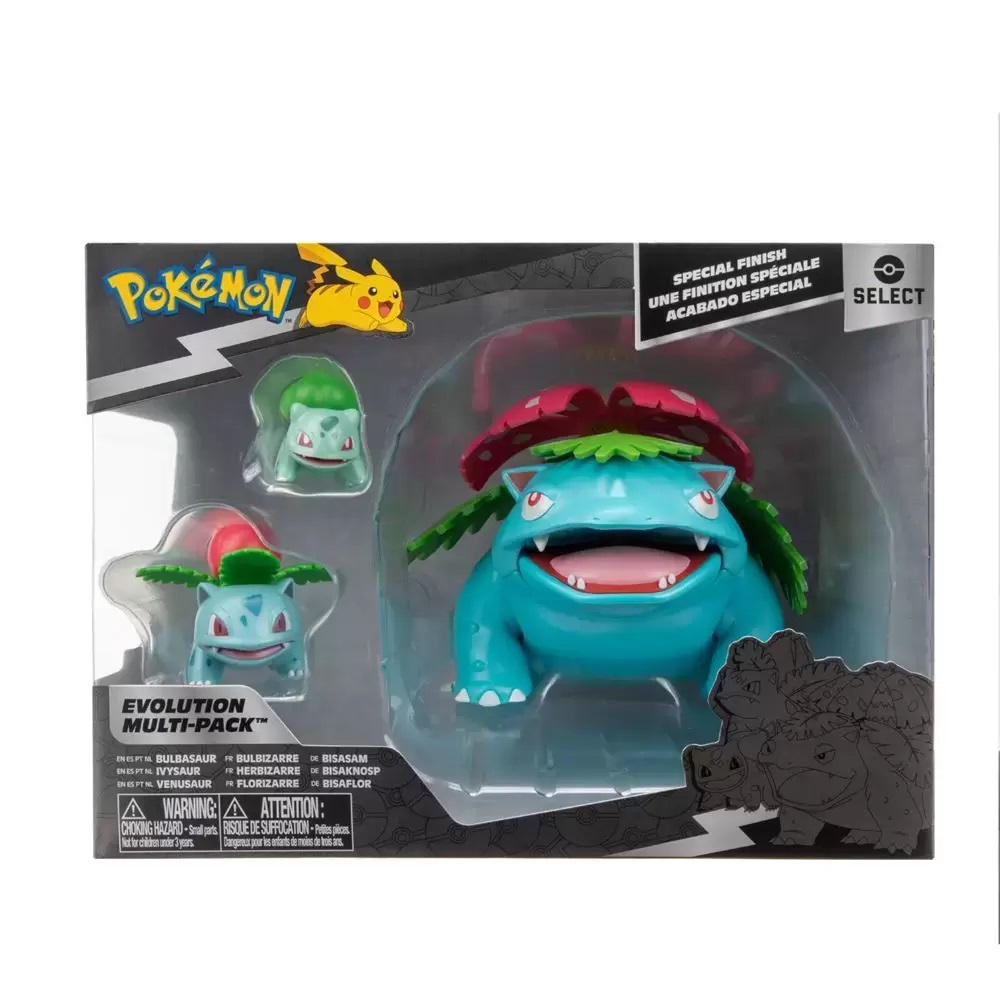 POKÉMON™
SPECIAL FINISH
UNE FINITION SPÉCIALE
ACABADO ESPECIAL
SELECT
EVOLUTION
MULTI-PACK™
EN ES PT NL BULBASAUR FR BULBIZARRE DE BISASAM
EN ES PT NL IVYSAUR FR HERBIZARRE DE BISAKNOSP
EN ES PT NL VENUSAUR FR FLORIZARRE DE BISAFLOR
WARNING:
CHOKING HAZARD - Small parts.
Not for children under 3 years.
ATTENTION :
RISQUE DE SUFFOCATION - Petites pièces.
Dangereux pour les enfants de moins de trois ans.